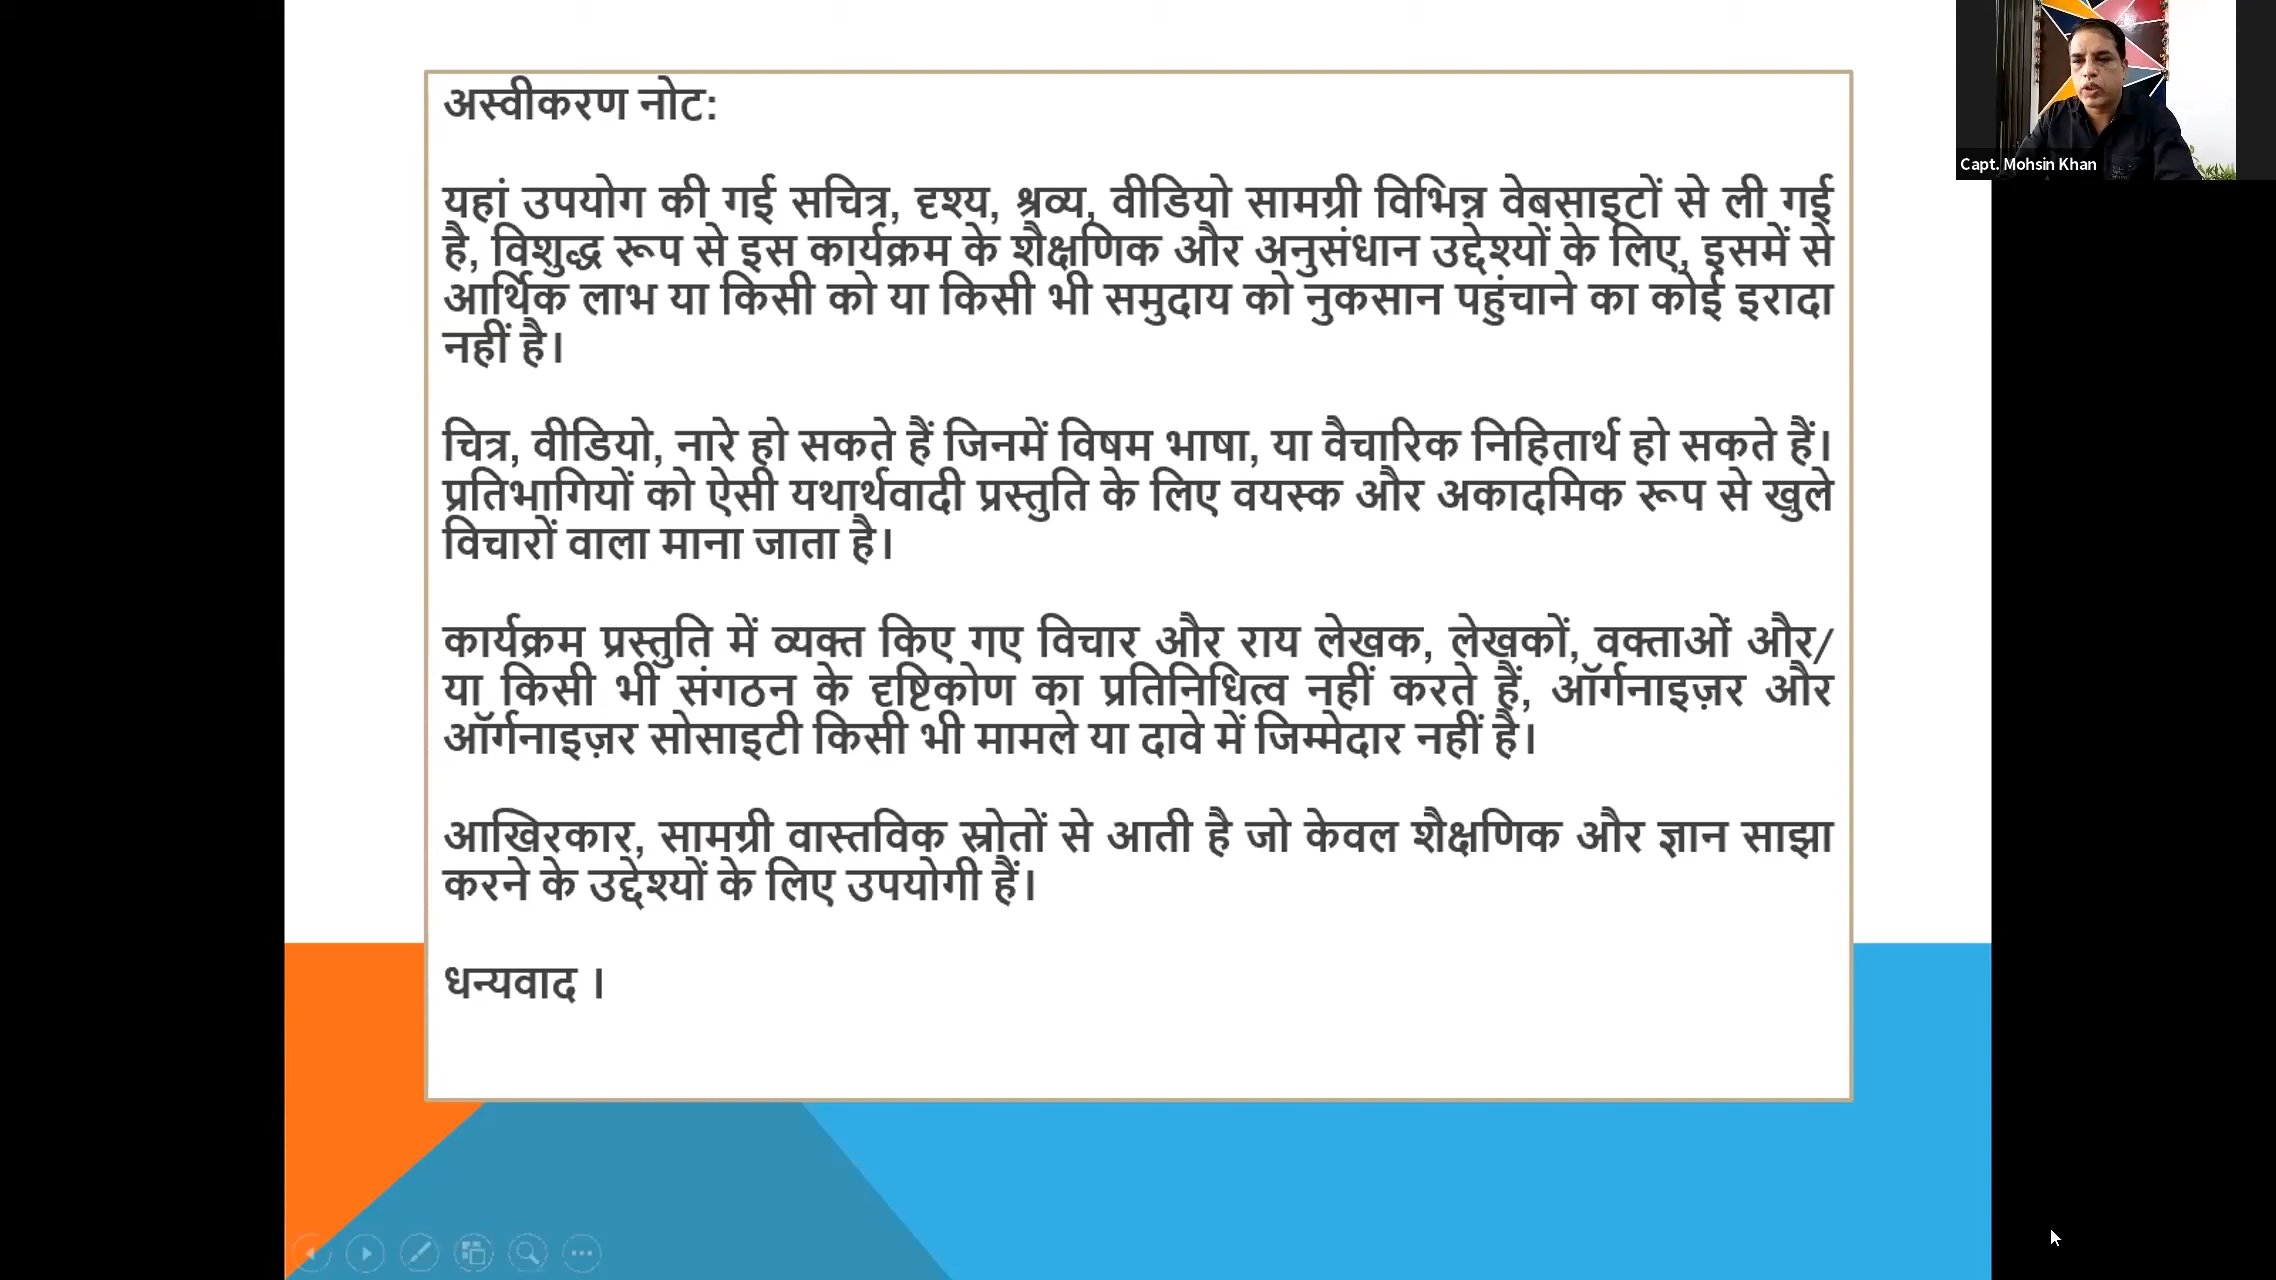 Capt. Mohsin Khan
अस्वीकरण नोट:
यहां उपयोग की गई सचित्र, दृश्य, श्रव्य, वीडियो सामग्री विभिन्न वेबसाइटों से ली गई
है, विशुद्ध रूप से इस कार्यक्रम के शैक्षणिक और अनुसंधान उद्देश्यों के लिए, इसमें से
आर्थिक लाभ या किसी को या किसी भी समुदाय को नुकसान पहुंचाने का कोई इरादा
नहीं है।
चित्र, वीडियो, नारे हो सकते हैं जिनमें विषम भाषा, या वैचारिक निहितार्थ हो सकते हैं।
प्रतिभागियों को ऐसी यथार्थवादी प्रस्तुति के लिए वयस्क और अकादमिक रूप से खुले
विचारों वाला माना जाता है।
कार्यक्रम प्रस्तुति में व्यक्त किए गए विचार और राय लेखक, लेखकों, वक्ताओं और/
या किसी भी संगठन के दृष्टिकोण का प्रतिनिधित्व नहीं करते हैं, ऑर्गनाइज़र और
ऑर्गनाइज़र सोसाइटी किसी भी मामले या दावे में जिम्मेदार नहीं है।
आखिरकार, सामग्री वास्तविक स्रोतों से आती है जो केवल शैक्षणिक और ज्ञान साझा
करने के उद्देश्यों के लिए उपयोगी हैं।
धन्यवाद ।